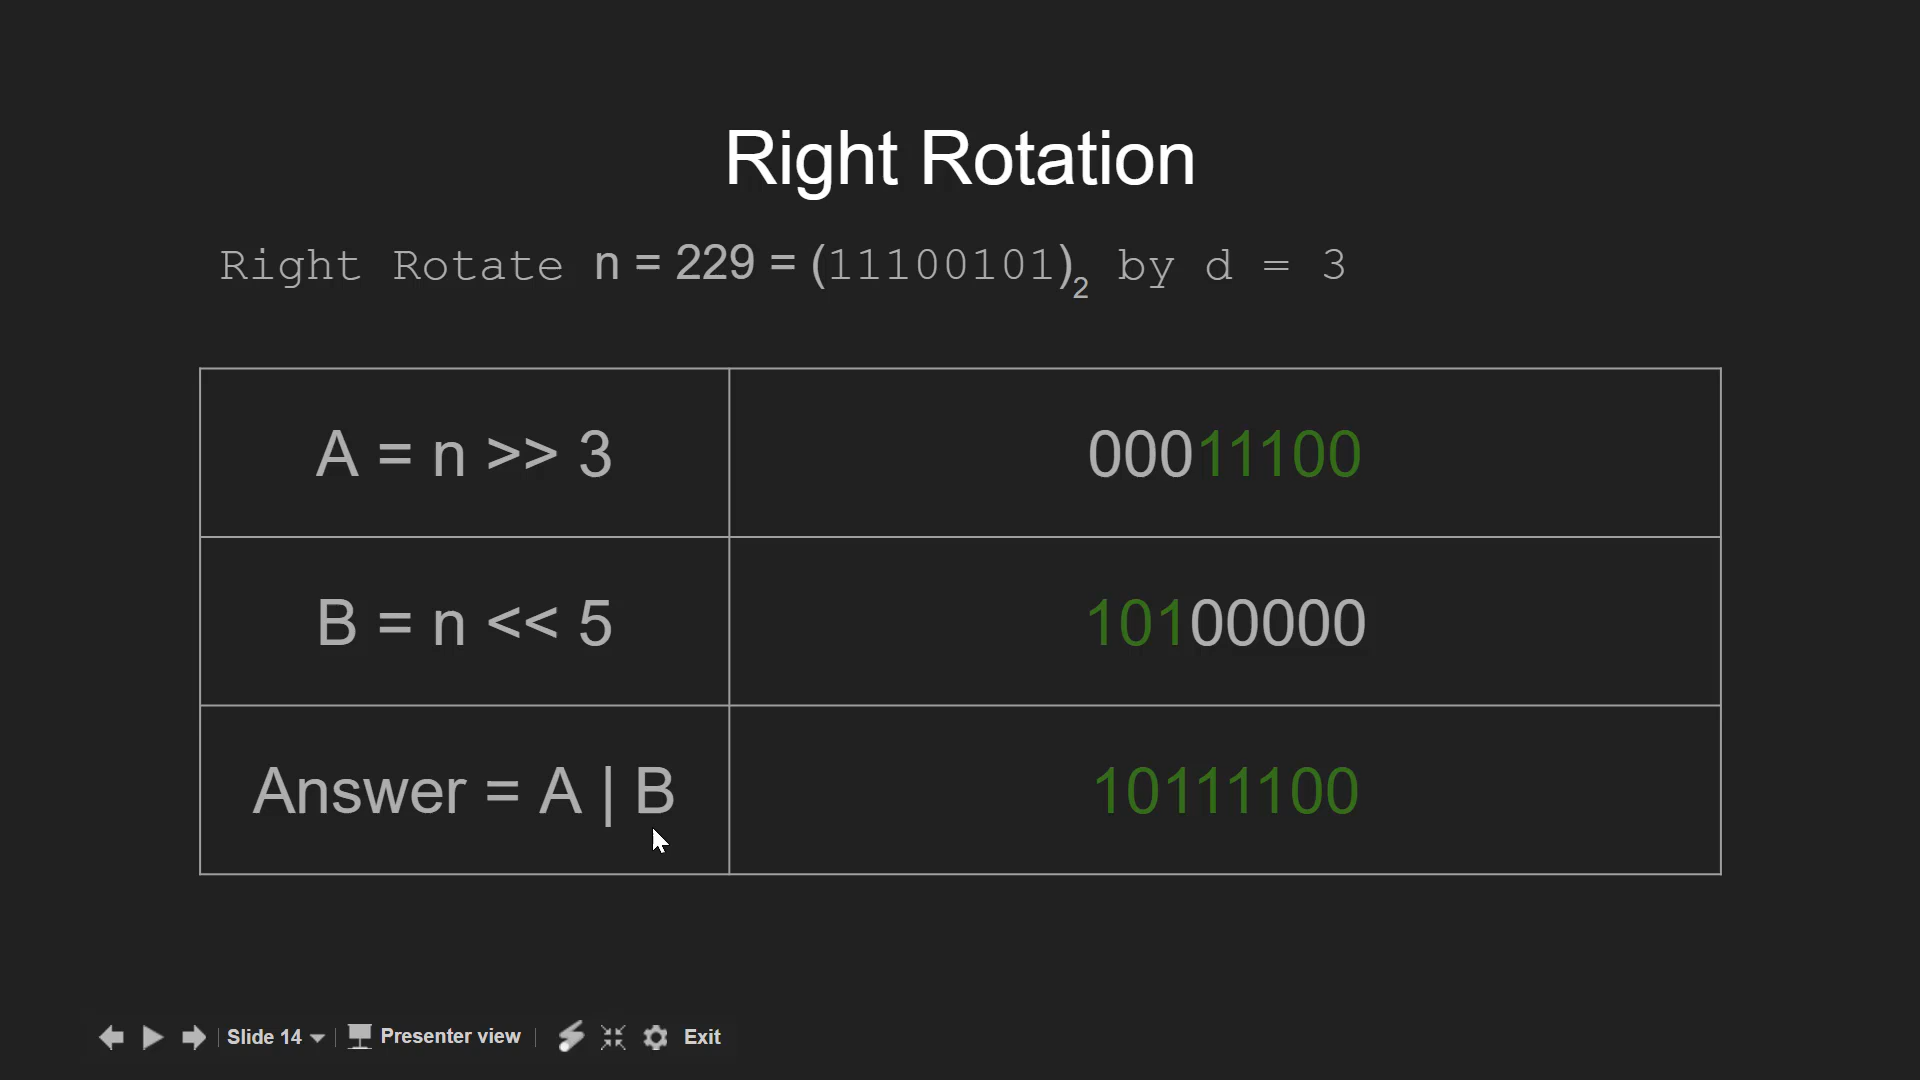 Right Rotation
Right Rotate n = 229 = (11100101)₂ by d = 3
A = n >> 3 00011100
B = n << 5 10100000
Answer = A | B 10111100
Slide 14 Presenter view Exit